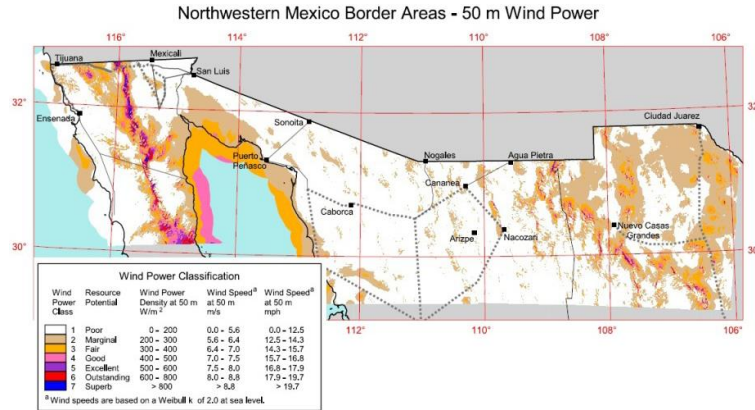 Northwestern Mexico Border Areas - 50 m Wind Power
116° 114° 112° 110° 108° 106°
Tijuana
Mexicali
San Luis
32°
32°
Ensenada
Sonoita
Ciudad Juarez
Puerto
Peñasco
Nogales
Agua Pietra
Cananea
Caborca
Arizpe
Nacozari
Nuevo Casas
Grandes
30°
30°
112° 110° 108° 106°
Wind Power Classification
Wind Resource Wind Power Wind Speed a Wind Speed a
Power Potential Density at 50 m at 50 m at 50 m
Class W/m 2 m/s mph
1 Poor 0 - 200 0.0 - 5.6 0.0 - 12.5
2 Marginal 200 - 300 5.6 - 6.4 12.5 - 14.3
3 Fair 300 - 400 6.4 - 7.0 14.3 - 15.7
4 Good 400 - 500 7.0 - 7.5 15.7 - 16.8
5 Excellent 500 - 600 7.5 - 8.0 16.8 - 17.9
6 Outstanding 600 - 800 8.0 - 8.8 17.9 - 19.7
7 Superb > 800 > 8.8 > 19.7
a Wind speeds are based on a Weibull k of 2.0 at sea level.